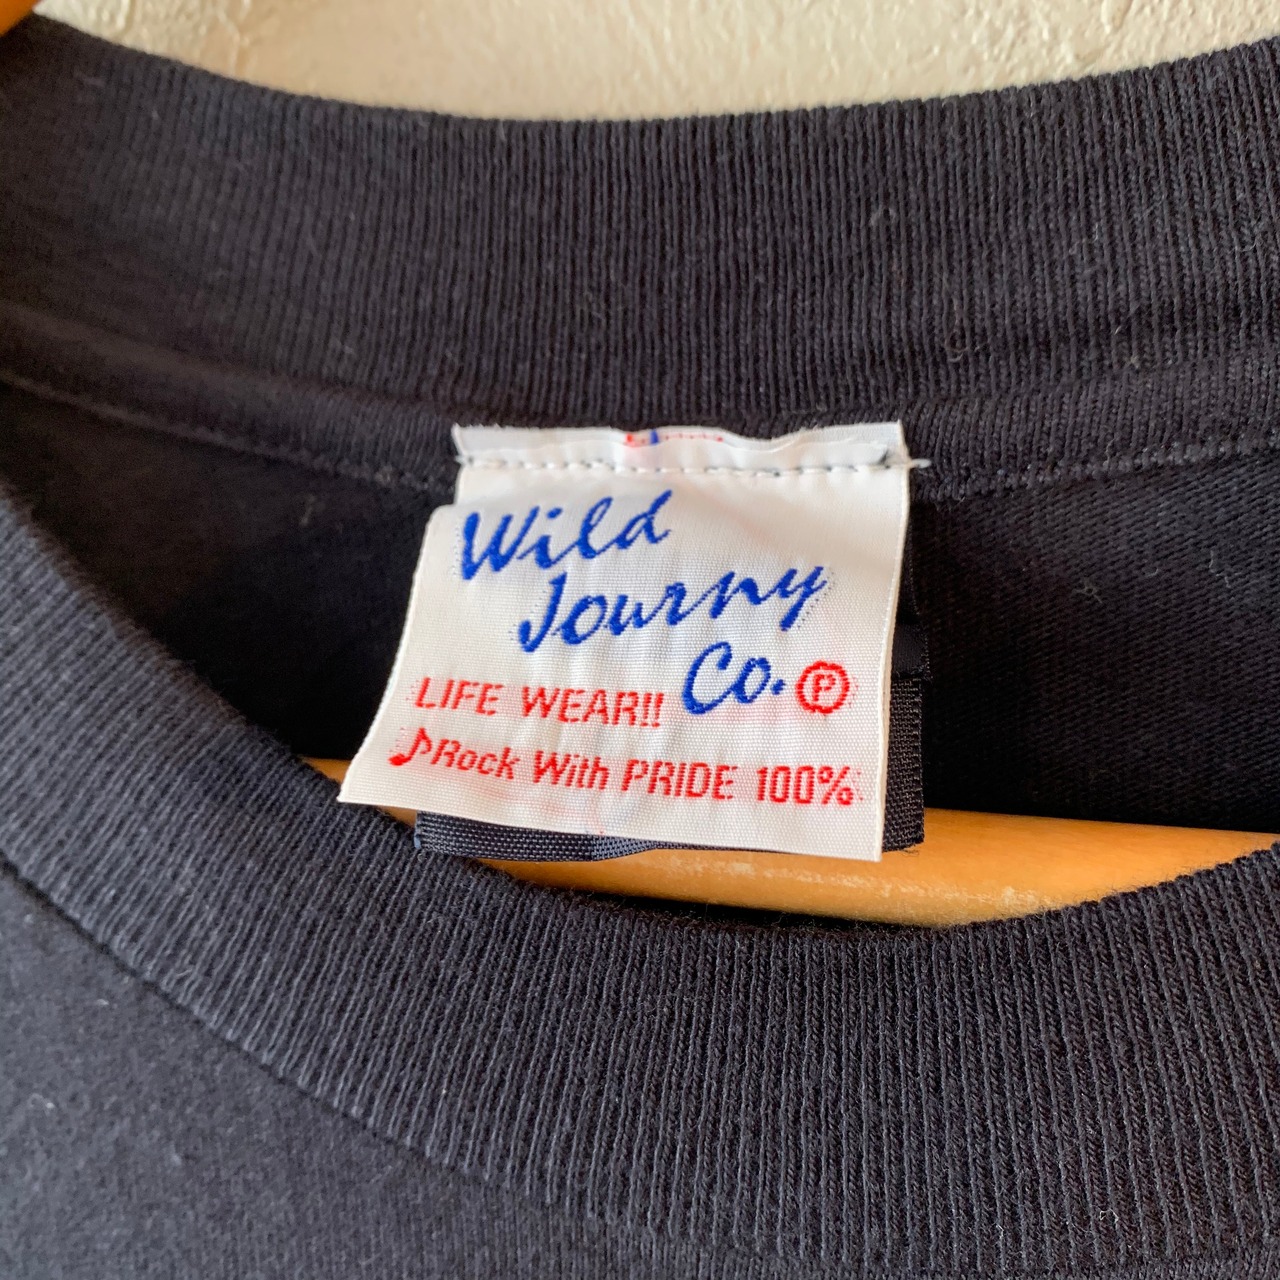 Wild
Journy
Co. Ⓟ
LIFE WEAR!!
♪Rock With PRIDE 100%